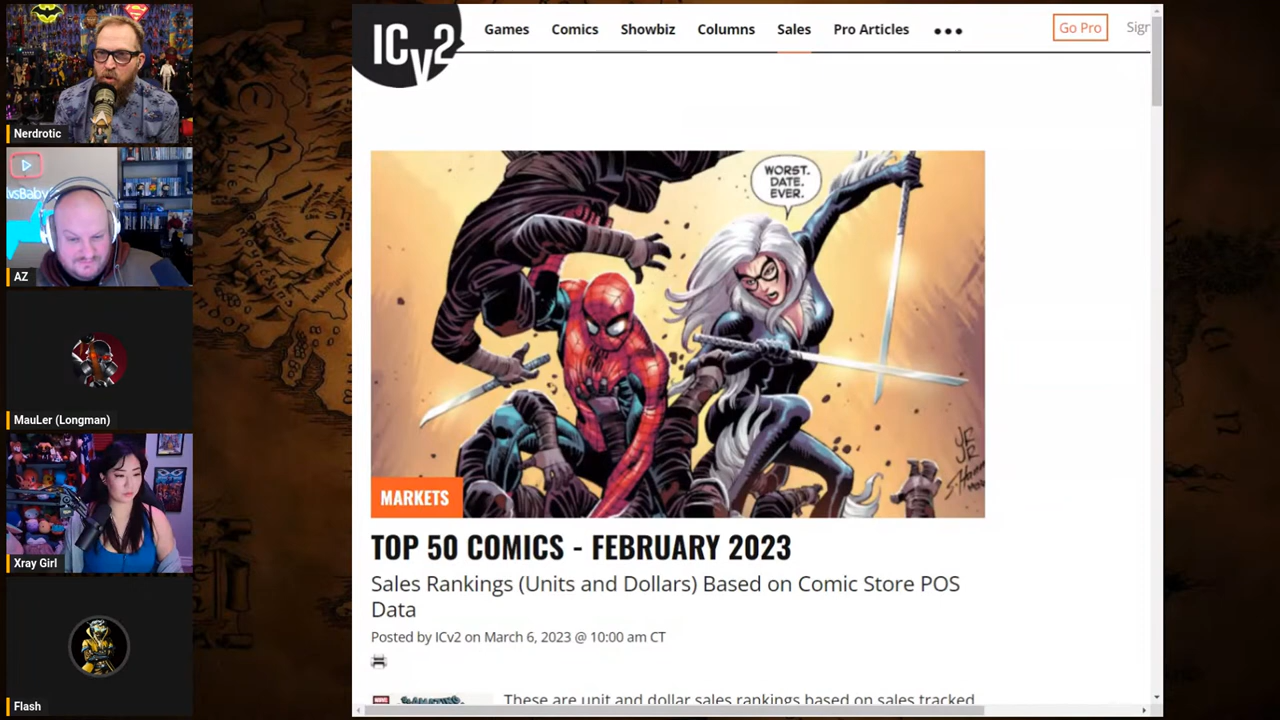 Nerdrotic
vsBaby
AZ
MauLer (Longman)
Xray Girl
Flash
ICv2
Games Comics Showbiz Columns Sales Pro Articles ●●● Go Pro Sigr
WORST.
DATE.
EVER.
MARKETS
TOP 50 COMICS - FEBRUARY 2023
Sales Rankings (Units and Dollars) Based on Comic Store POS
Data
Posted by ICv2 on March 6, 2023 @ 10:00 am CT
These are unit and dollar sales rankings based on sales tracked